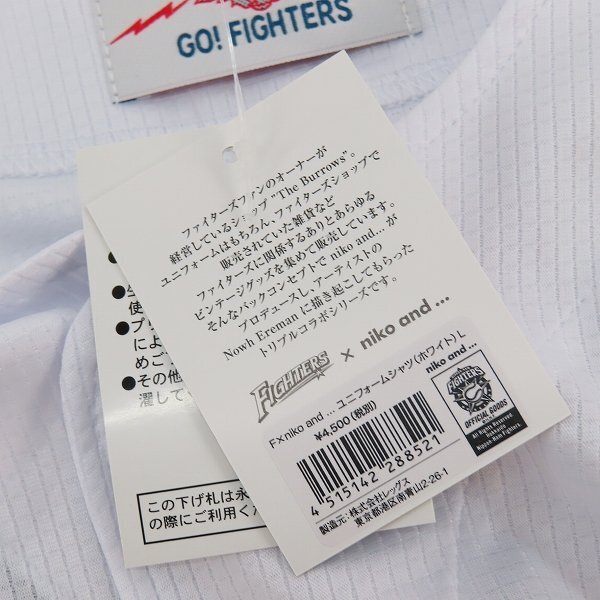 GO! FIGHTERS
ファイターズファンのオーナーが
経営しているショップ"The Burrows"。
ユニフォームはもちろん、ファイターズショップで
販売されていた雑貨など
ファイターズに関係するありとあらゆる
ビンテージグッズを集めて販売しています。
そんなバックコンセプトで niko and... が
プロデュースし、アーティストの
Nowh Ereman に描き起こしてもらった
トリプルコラボシリーズです。
FIGHTERS × niko and ...
F×niko and ... ユニフォームシャツ(ホワイト) L
¥4,500(税別)
niko and ...
4 515142 288521
製造元:株式会社レッグス
東京都港区南青山2-26-1
FIGHTERS
OFFICIAL GOODS
All Rights Reserved
Hokkaido
Nippon Ham Fighters.
使
●プリ
によ
めご
●その他
濯して
この下げ札は永
の際にご利用く